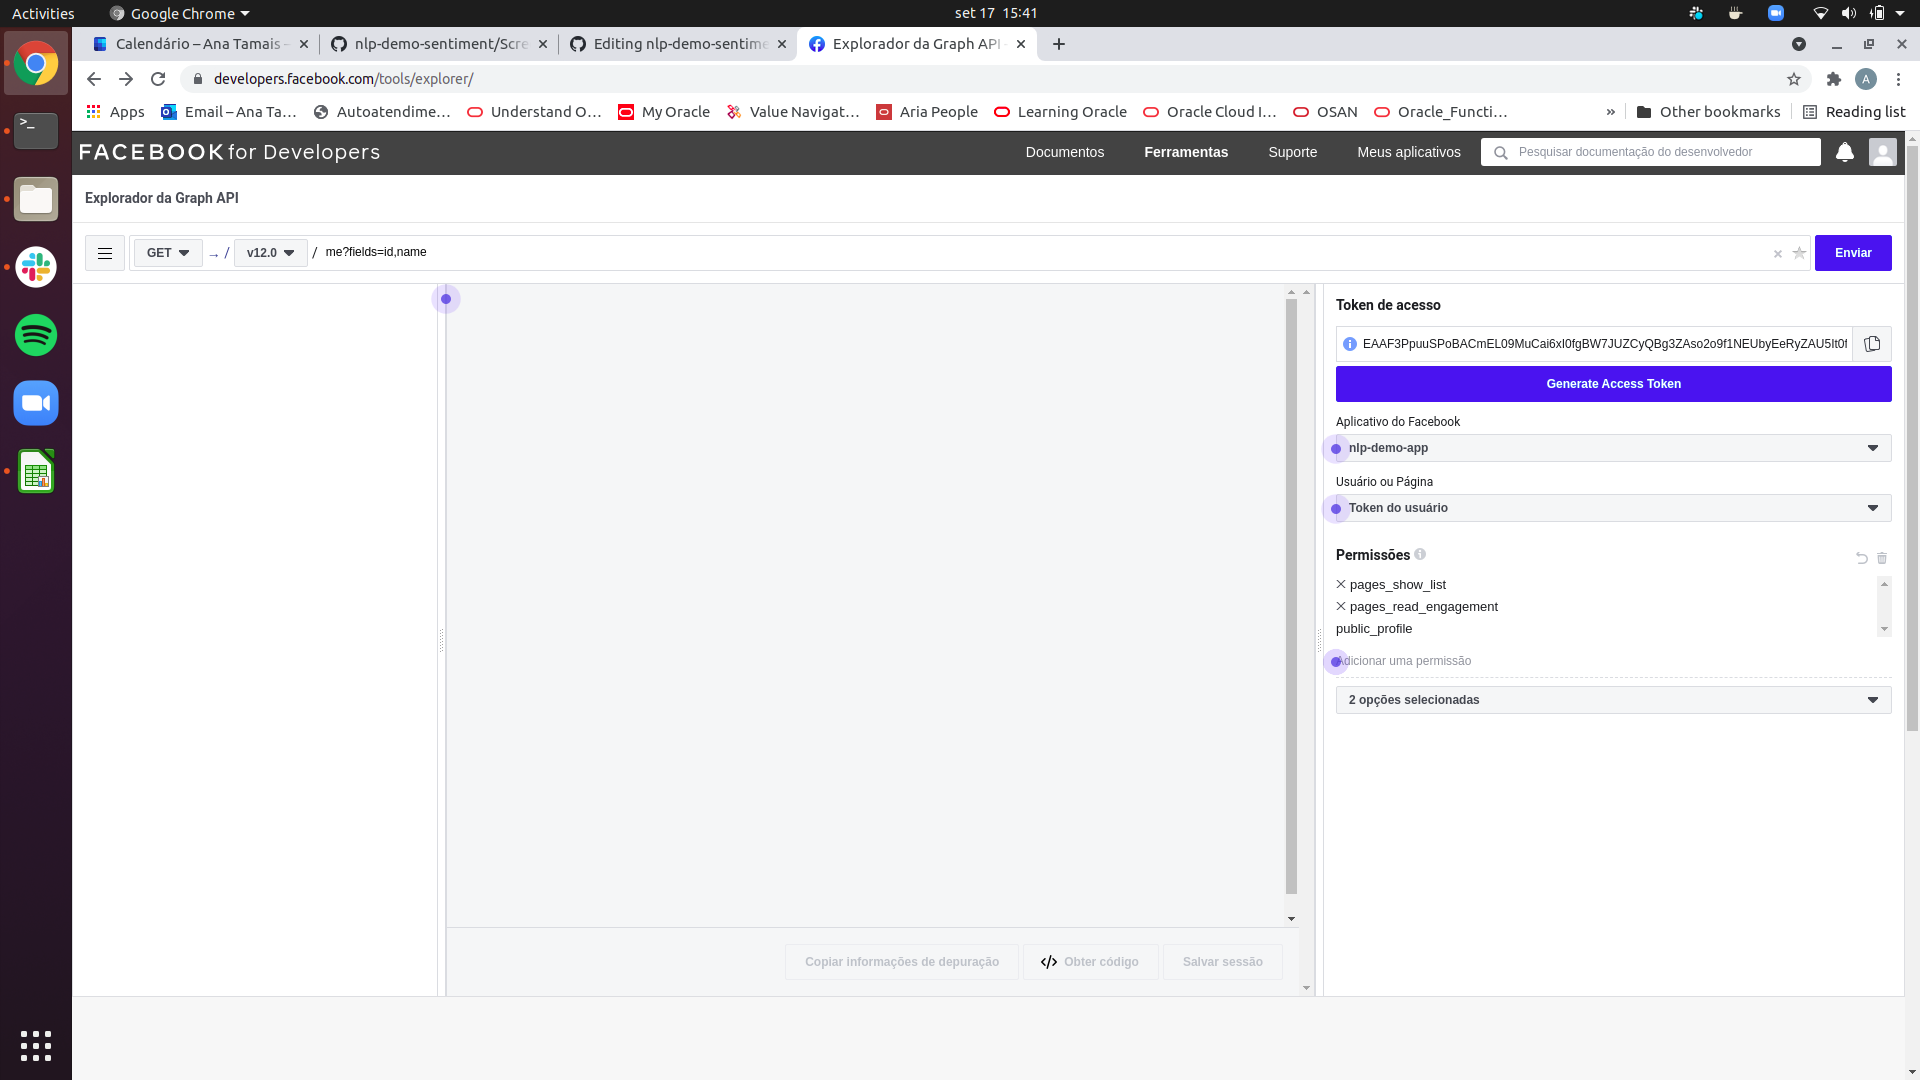 Activities
Google Chrome
set 17 15:41
Calendário – Ana Tamais –
nlp-demo-sentiment/Scre
Editing nlp-demo-sentime
Explorador da Graph API -
developers.facebook.com/tools/explorer/
A
Apps
Email – Ana Ta…
Autoatendime…
Understand O…
My Oracle
Value Navigat…
Aria People
Learning Oracle
Oracle Cloud I…
OSAN
Oracle_Functi…
»
Other bookmarks
Reading list
FACEBOOK for Developers
Documentos
Ferramentas
Suporte
Meus aplicativos
Pesquisar documentação do desenvolvedor
Explorador da Graph API
GET
→ /
v12.0
/
me?fields=id,name
Enviar
Token de acesso
Generate Access Token
Aplicativo do Facebook
nlp-demo-app
Usuário ou Página
Token do usuário
Permissões
pages_show_list
pages_read_engagement
public_profile
Adicionar uma permissão
2 opções selecionadas
Copiar informações de depuração
</> Obter código
Salvar sessão